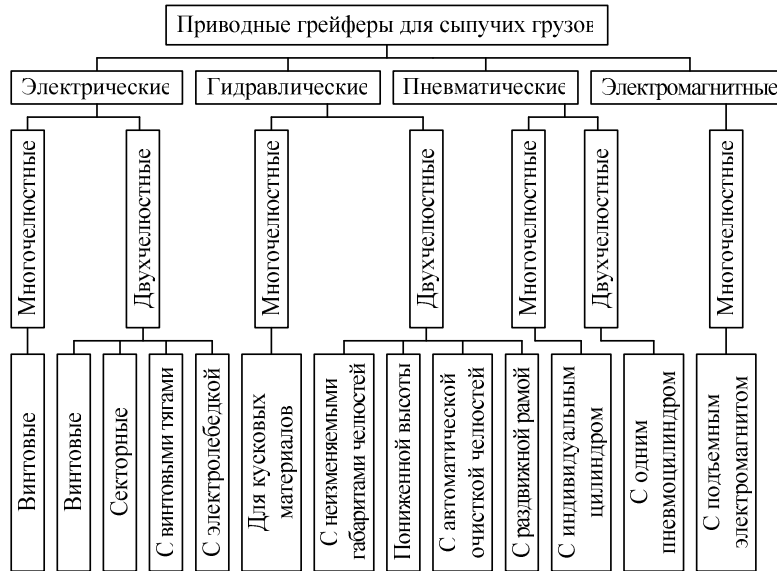 Приводные грейферы для сыпучих грузов
Электрические
Гидравлические
Пневматические
Электромагнитные
Многочелюстные
Двухчелюстные
Многочелюстные
Двухчелюстные
Многочелюстные
Двухчелюстные
Многочелюстные
Винтовые
Винтовые
Секторные
С винтовыми тягами
С электролебедкой
Для кусковых
материалов
С неизменяемыми
габаритами челюстей
Пониженной высоты
С автоматической
очисткой челюстей
С раздвижной рамой
С индивидуальным
цилиндром
С одним
пневмоцилиндром
С подъемным
электромагнитом